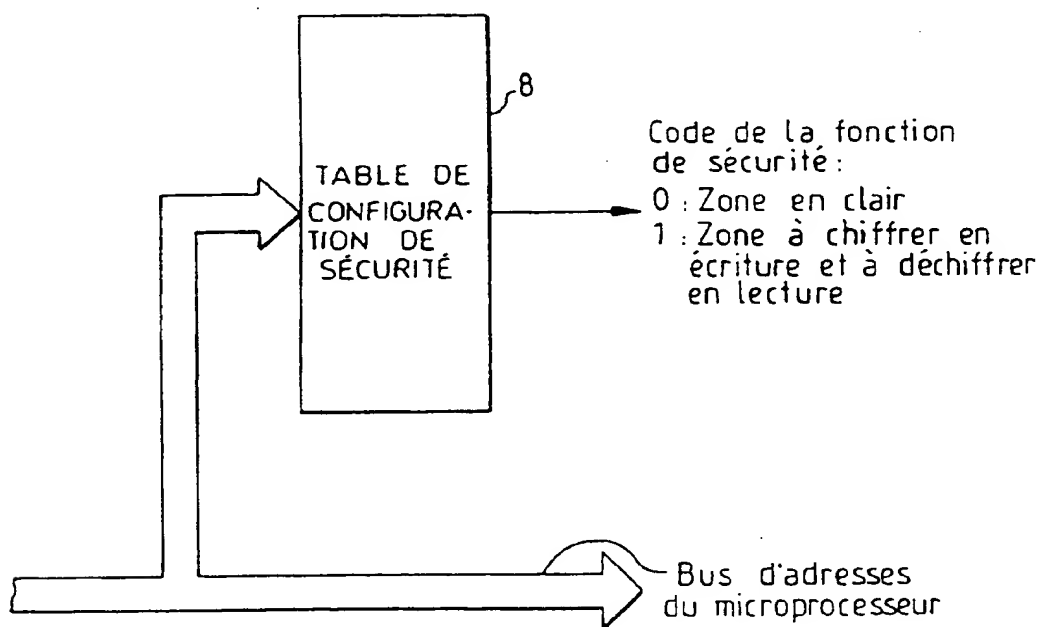 8
TABLE DE
CONFIGURA-
TION DE
SÉCURITÉ
Code de la fonction
de sécurité :
0 : Zone en clair
1 : Zone à chiffrer en
écriture et à déchiffrer
en lecture
Bus d'adresses
du microprocesseur